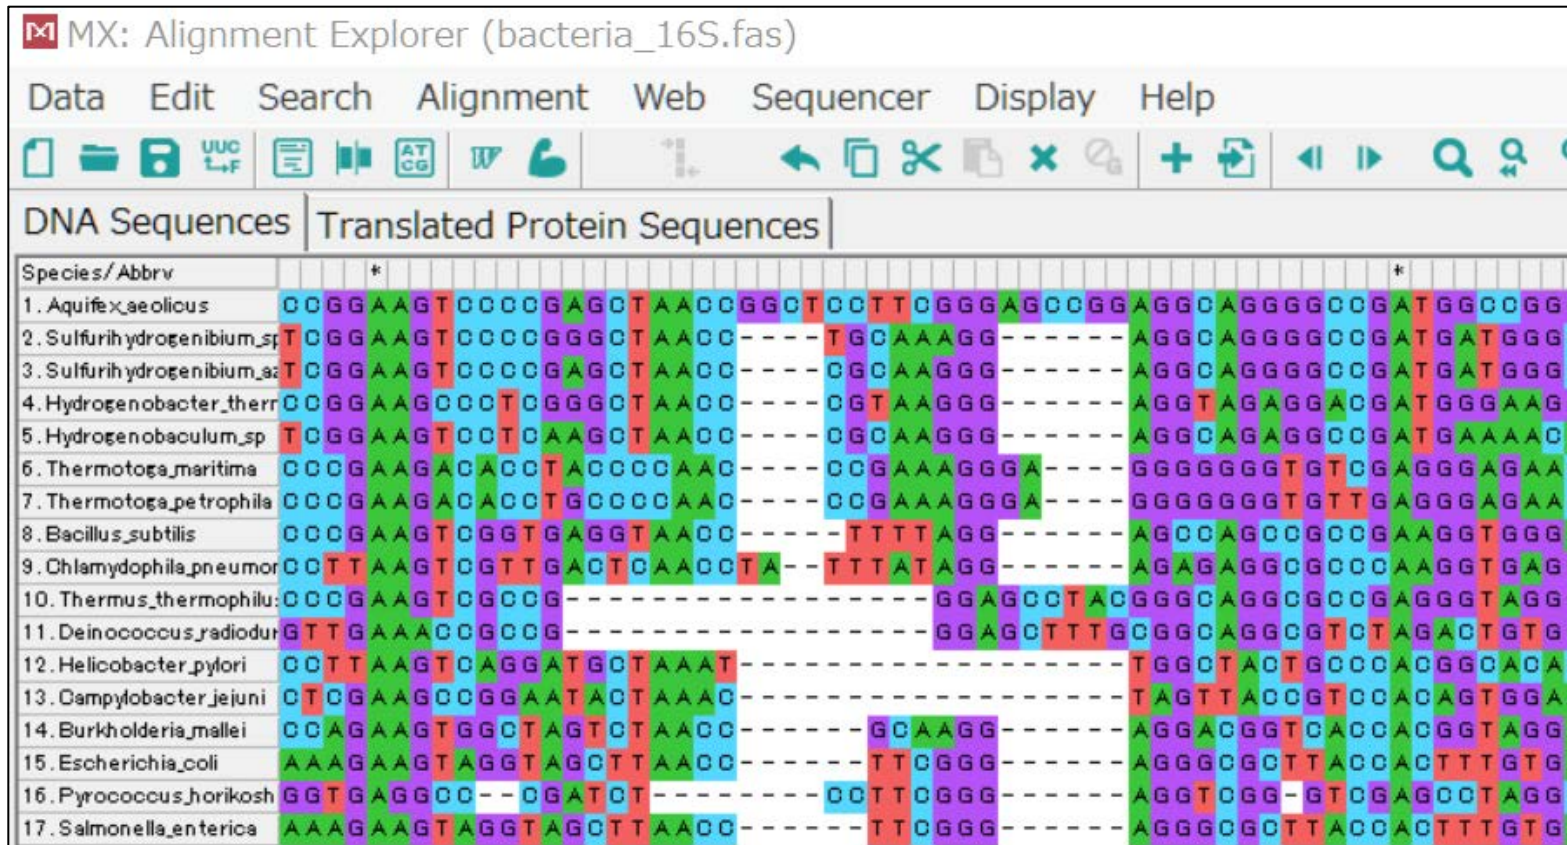 MX: Alignment Explorer (bacteria_16S.fas)
Data Edit Search Alignment Web Sequencer Display Help
UUC
F
AT
CG
W
G
DNA Sequences Translated Protein Sequences
Species/Abbrv * *
1. Aquifex_aeolicus CCGGAAGTCCCCGAGCTAACCGGCTCCTTCGGGAGCCGGAGGCAGGGGCCGATGGCCGG
2. Sulfurihydrogenibium_sp TCGGAAGTCCCCGGGCTAACC----TGCAAAGG------AGGCAGGGGCCGATGATGGG
3. Sulfurihydrogenibium_az TCGGAAGTCCCCGAGCTAACC----CGCAAGGG------AGGCAGGGGCCGATGATGGG
4. Hydrogenobacter_therr CCGGAAGCCCTCGGGCTAACC----CGTAAGGG------AGGTAGAGGACGATGGGAAG
5. Hydrogenobaculum_sp TCGGAAGTCCTCAAGCTAACC----CGCAAGGG------AGGCAGAGGCCGATGAAAAC
6. Thermotoga_maritima CCCGAAGACACCTACCCCAAC----CCGAAAGGGA----GGGGGGGTGTCGAGGGAGAA
7. Thermotoga_petrophila CCCGAAGACACCTGCCCCAAC----CCGAAAGGGA----GGGGGGGTGTTGAGGGAGAA
8. Bacillus_subtilis CCCGAAGTCGGTGAGGTAACC-----TTTTAGG------AGCCAGCCGCCGAAGGTGGG
9. Chlamydophila_pneumor CCTTAAGTCGTTGACTCAACCTA--TTTATAGG------AGAGAGGCGCCCAAGGTGAG
10. Thermus_thermophilu: CCCGAAGTCGCCG-----------------GGAGCCTACGGGCAGGCGCCGAGGGTAGG
11. Deinococcus_radiodur GTTGAAACCGCCG-----------------GGAGCTTTGCGGCAGGCGTCTAGACTGTG
12. Helicobacter_pylori CCTTAAGTCAGGATGCTAAAT------------------TGGCTACTGCCCACGGCACA
13. Campylobacter_jejuni CTCGAAGCCGGAATACTAAAC------------------TAGTTACCGTCCACAGTGGA
14. Burkholderia_mallei CCAGAAGTGGCTAGTCTAACC------GCAAGG------AGGACGGTCACCACGGTAGG
15. Escherichia_coli AAAGAAGTAGGTAGCTTAACC------TTCGGG------AGGGCGCTTACCACTTTGTG
16. Pyrococcus_horikosh GGTGAGGCC--CGATCT--------CCTTCGGG------AGGTCGG-GTCGAGCCTAGG
17. Salmonella_enterica AAAGAAGTAGGTAGCTTAACC------TTCGGG------AGGGCGCTTACCACTTTGTG